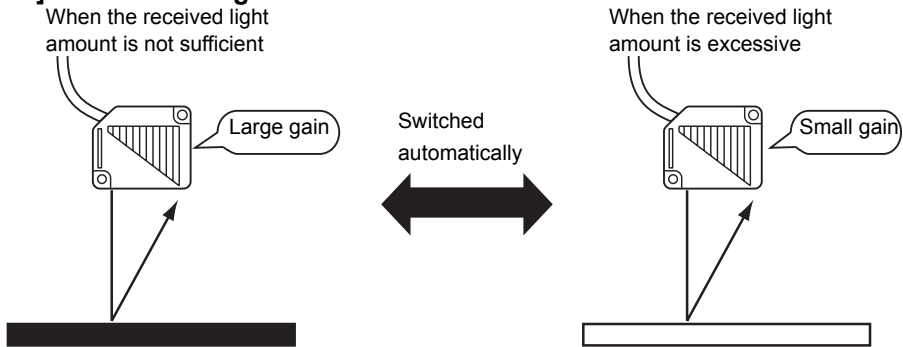 When the received light
amount is not sufficient
Large gain
Switched
automatically
When the received light
amount is excessive
Small gain